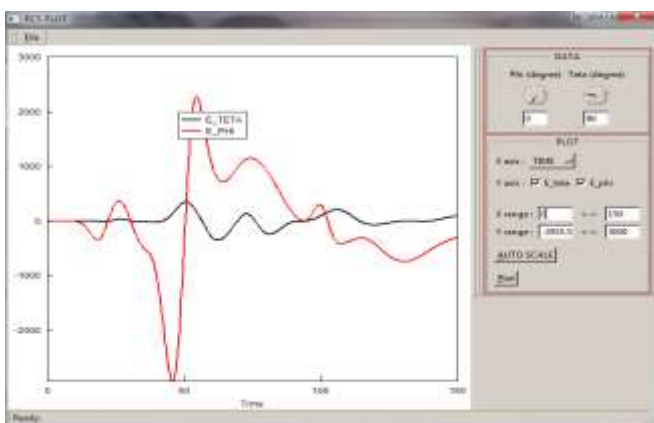 RCS PLOT
File
DATA
Phi (degree) Teta (degree)
0 90
PLOT
X axis : TIME
Y axis : E_teta E_phi
X range : 0 <-> 150
Y range : <-> 3000
AUTO SCALE
Plot
E_TETA
E_PHI
3000
2000
1000
0
-1000
-2000
0 50 100 150
Time
Ready